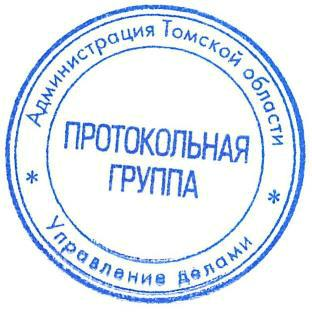 Администрация Томской области
ПРОТОКОЛЬНАЯ
ГРУППА
* Управление делами *